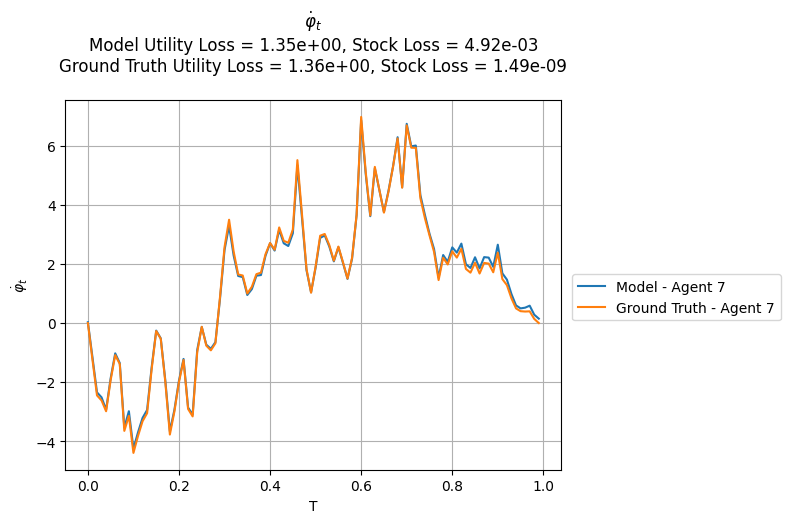 φ̇ₜ
Model Utility Loss = 1.35e+00, Stock Loss = 4.92e-03
Ground Truth Utility Loss = 1.36e+00, Stock Loss = 1.49e-09
φ̇ₜ
6
4
2
0
−2
−4
0.0 0.2 0.4 0.6 0.8 1.0
T
Model - Agent 7
Ground Truth - Agent 7